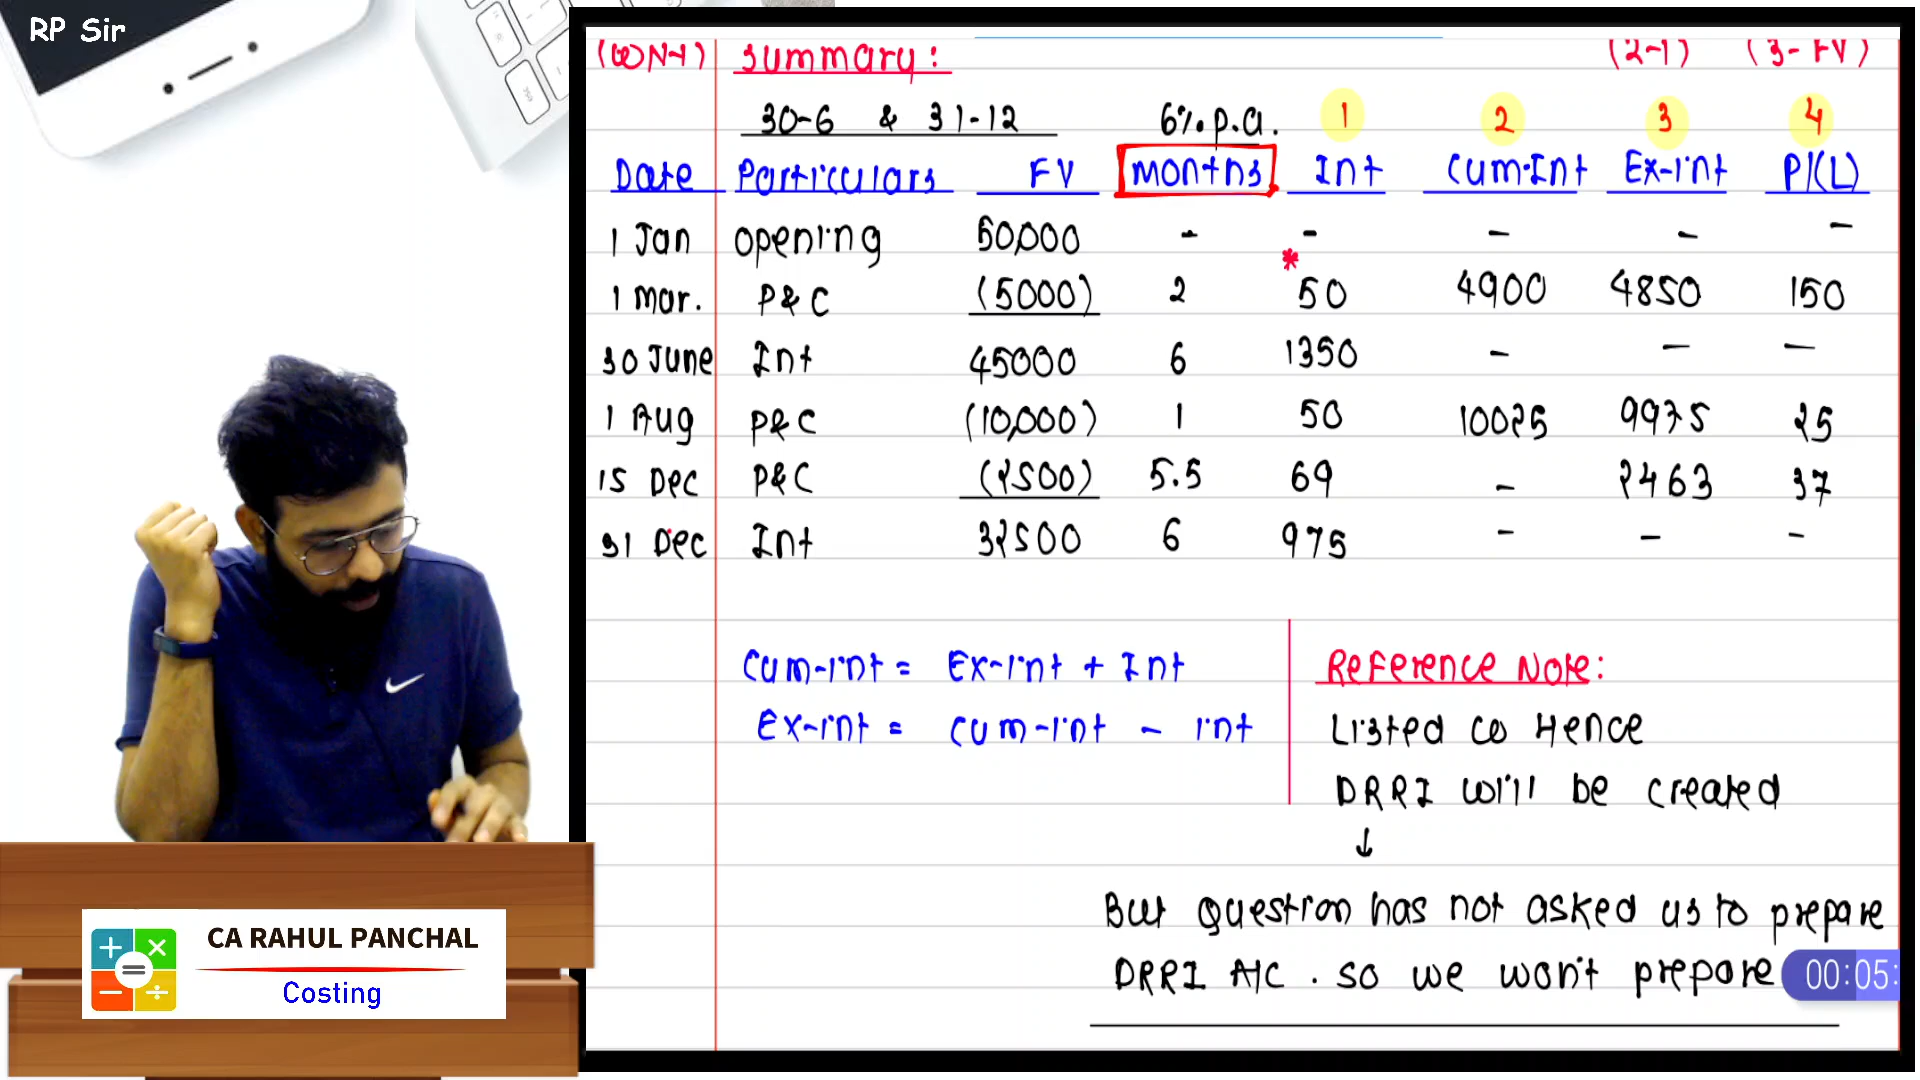 RP Sir
(WN-1) Summary: (2-1) (3-FV)
30-6 & 31-12 6% p.a. 1 2 3 4
Date Particulars FV months Int Cum-Int Ex-int P/(L)
1 Jan opening 50,000 - - - - -
*
1 mar. P&C (5000) 2 50 4900 4850 150
30 June Int 45000 6 1350 - - -
1 Aug P&C (10,000) 1 50 10025 9975 25
15 Dec P&C (2500) 5.5 69 - 2463 37
31 Dec Int 32500 6 975 - - -
Cum-int = Ex-int + Int
Ex-int = cum-int - int
Reference Note:
Listed co Hence
DRRI will be created
↓
But question has not asked us to prepare
DRRI A/C . so we won't prepare
00:05:
CA RAHUL PANCHAL
Costing